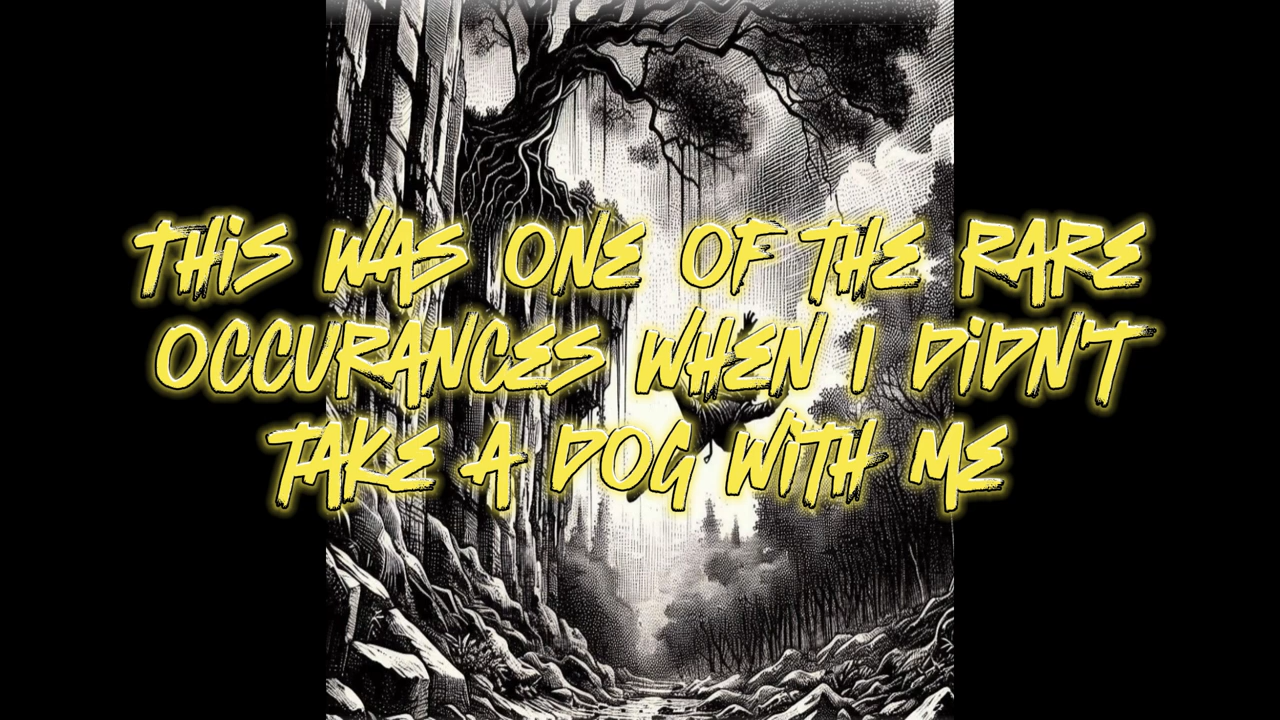 THiS WAS ONE OF THE RARE
OCCURANCES WHEN I DiDN'T
TAKE A DOG WiTH ME